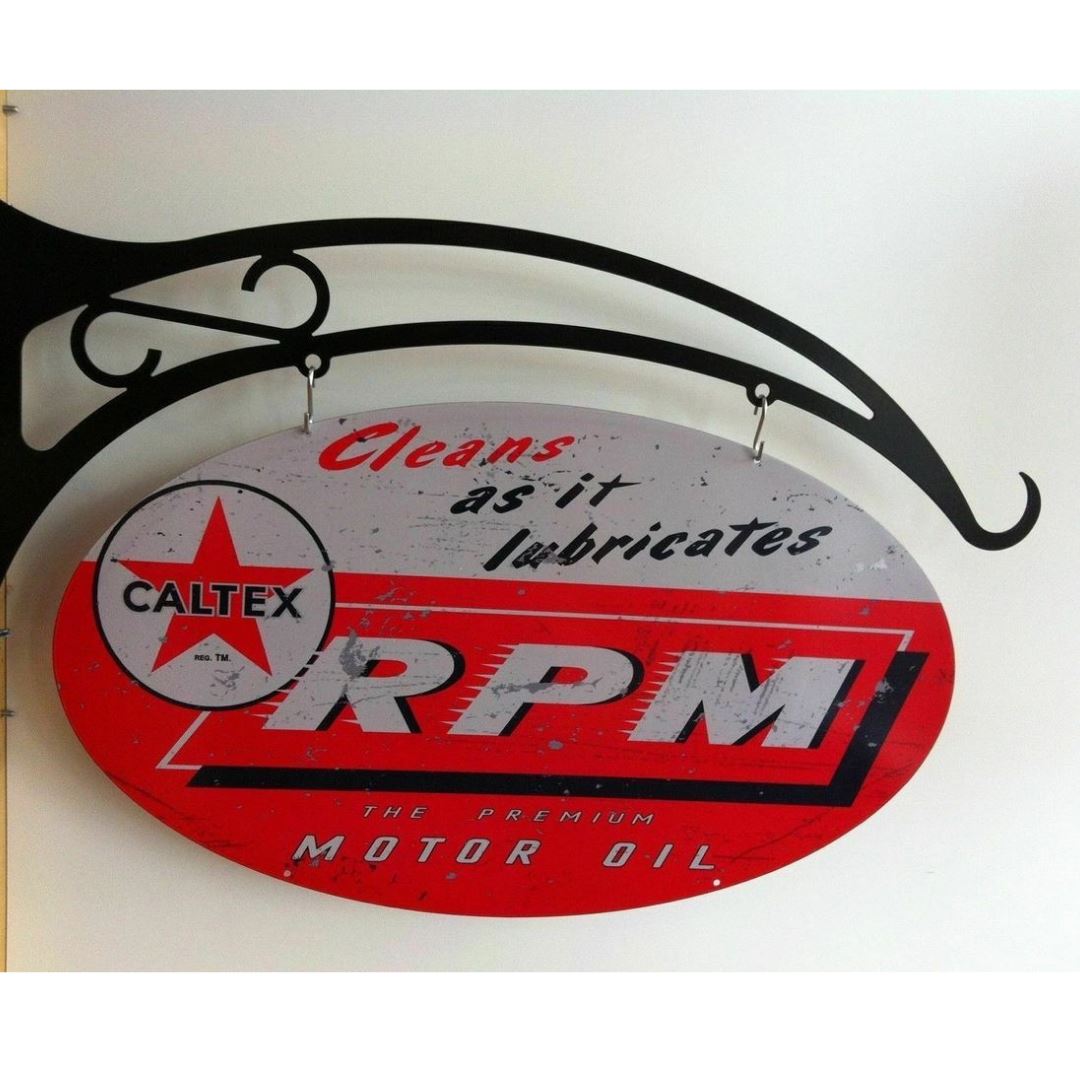 Cleans
as it
lubricates
CALTEX
REG. TM.
RPM
THE PREMIUM
MOTOR OIL